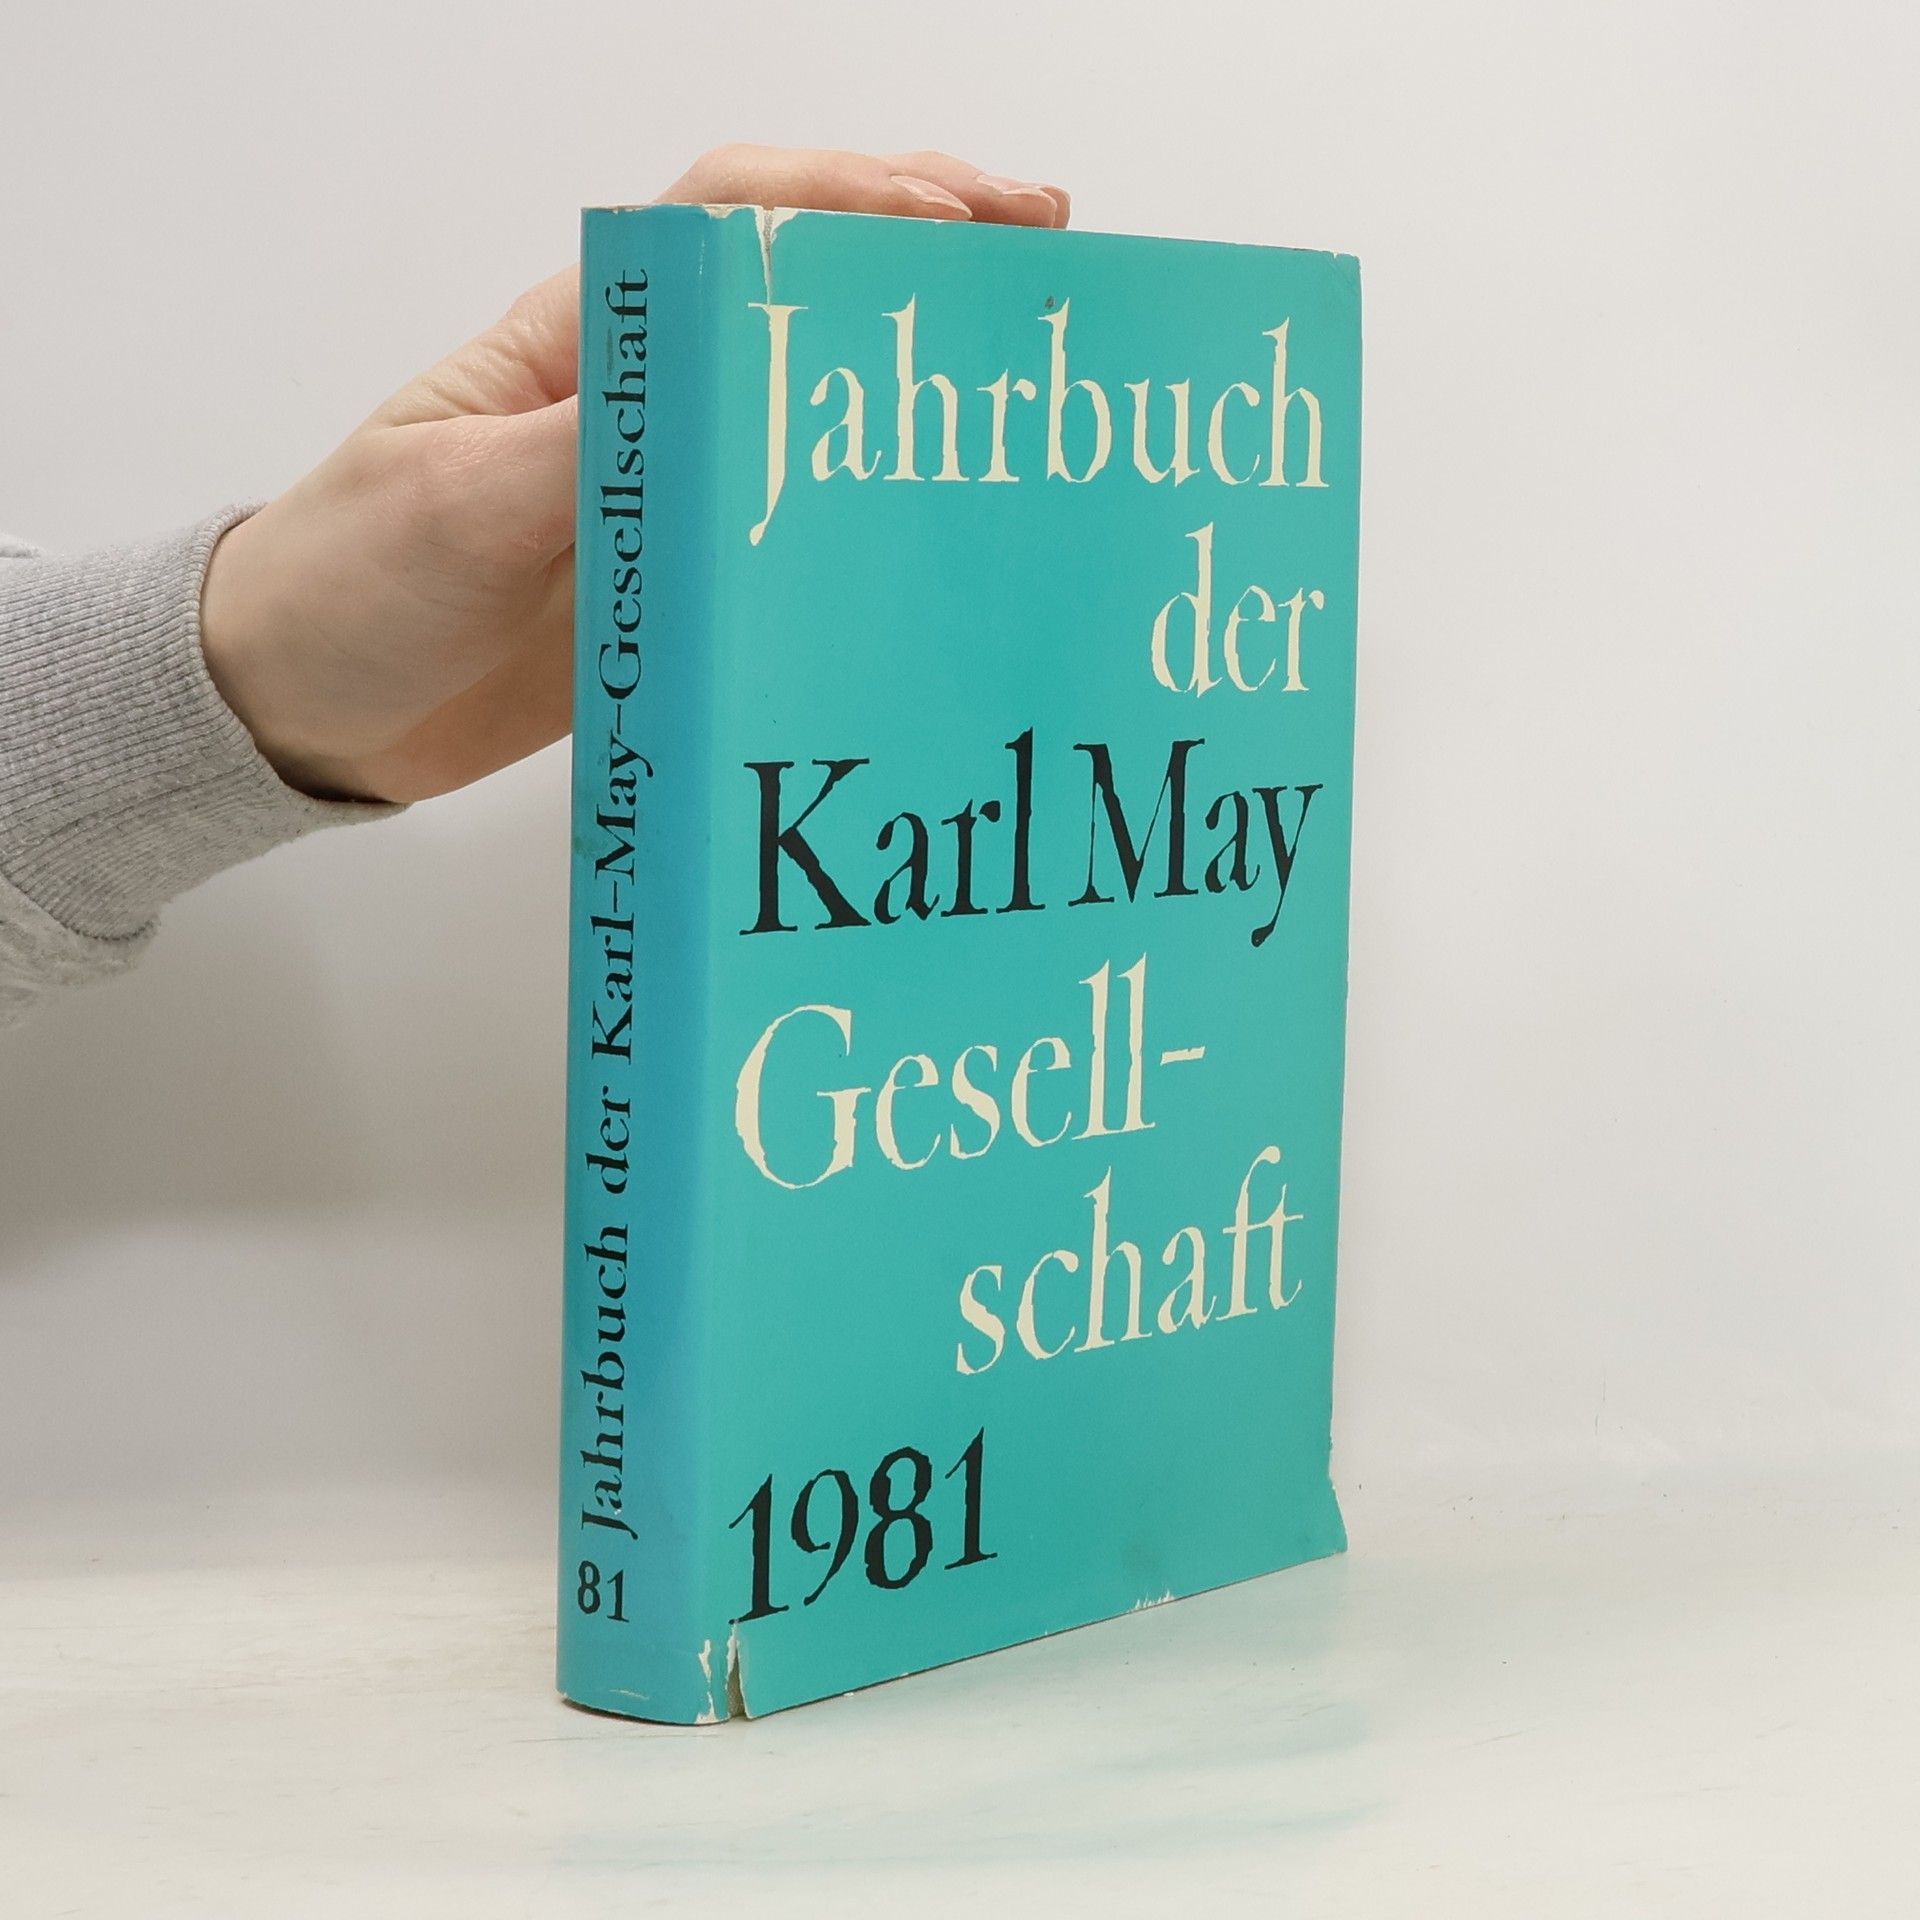 Jahrbuch
der
Karl May
Gesell-
schaft
1981
81 Jahrbuch der Karl-May-Gesellschaft